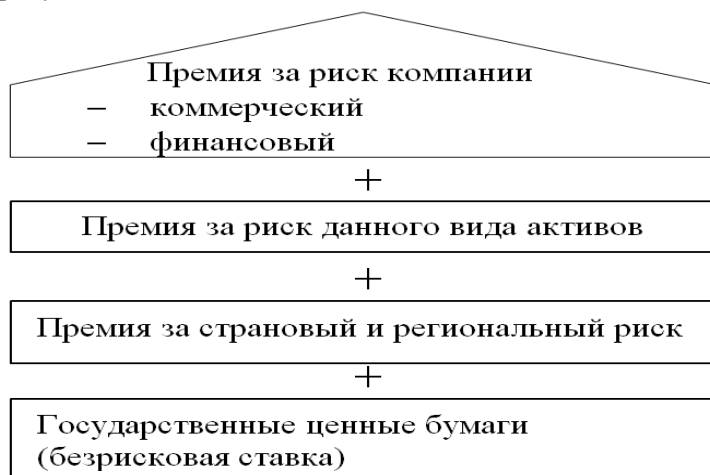 Премия за риск компании
– коммерческий
– финансовый
+
Премия за риск данного вида активов
+
Премия за страновый и региональный риск
+
Государственные ценные бумаги
(безрисковая ставка)